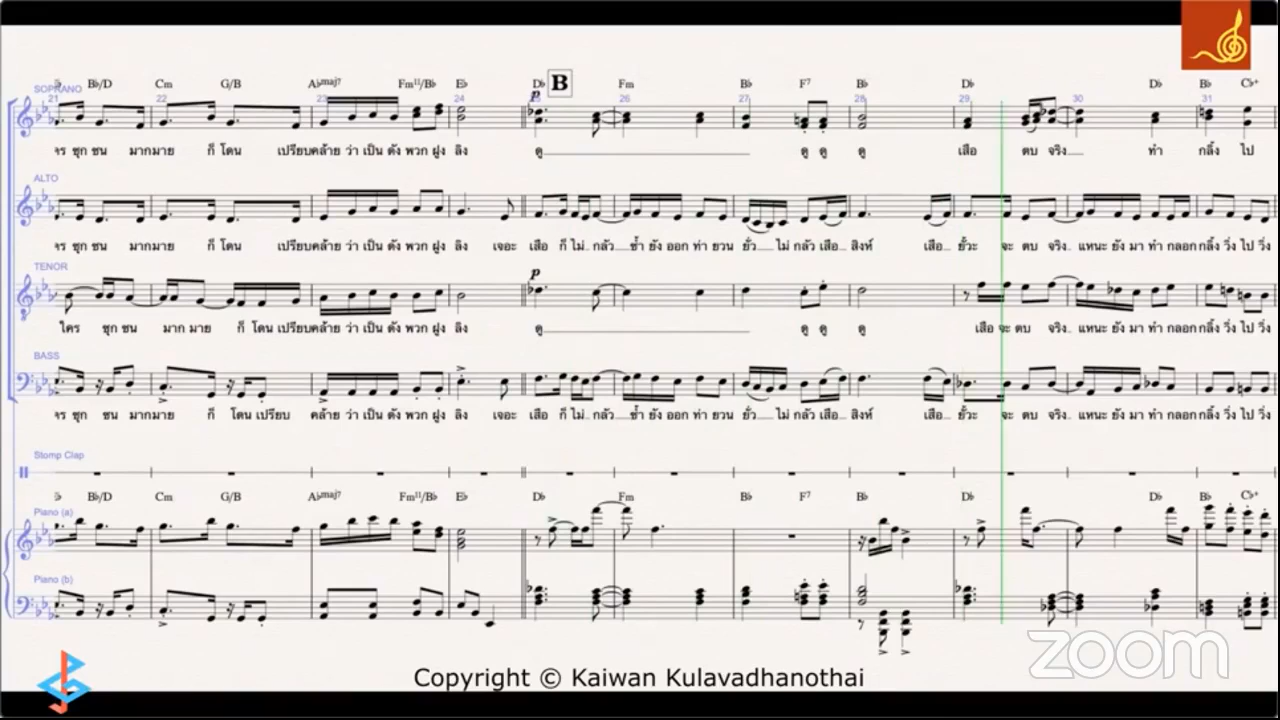 B♭/D Cm G/B A♭maj7 Fm11/B♭ E♭ D♭ B Fm B♭ F7 B♭ D♭ D♭ B♭ C♭+
SOPRANO
21 22 23 24 25 26 27 28 29 30 31
p
จร ซุก ซน มากมาย ก็ โดน เปรียบคล้าย ว่า เป็น ดัง พวก ฝูง ลิง ดู ดู ดู ดู เสือ ตบ จริง ทำ กลิ้ง ไป
ALTO
จร ซุก ซน มากมาย ก็ โดน เปรียบคล้าย ว่า เป็น ดัง พวก ฝูง ลิง เจอะ เสือ ก็ ไม่ กลัว ซ้ำ ยัง ออก ท่า ยวน ยั่ว ไม่ กลัว เสือ สิงห์ เสือ ยั้วะ จะ ตบ จริง แหนะ ยัง มา ทำ กลอก กลิ้ง วิ่ง ไป วิ่ง
TENOR
p
ใคร ซุก ซน มาก มาย ก็ โดน เปรียบคล้าย ว่า เป็น ดัง พวก ฝูง ลิง ดู ดู ดู ดู เสือ จะ ตบ จริง แหนะ ยัง มา ทำ กลอก กลิ้ง วิ่ง ไป วิ่ง
BASS
จร ซุก ซน มากมาย ก็ โดน เปรียบ คล้าย ว่า เป็น ดัง พวก ฝูง ลิง เจอะ เสือ ก็ ไม่ กลัว ซ้ำ ยัง ออก ท่า ยวน ยั่ว ไม่ กลัว เสือ สิงห์ เสือ ยั้วะ จะ ตบ จริง แหนะ ยัง มา ทำ กลอก กลิ้ง วิ่ง ไป วิ่ง
Stomp Clap
B♭/D Cm G/B A♭maj7 Fm11/B♭ E♭ D♭ Fm B♭ F7 B♭ D♭ D♭ B♭ C♭+
Piano (a)
Piano (b)
zoom
Copyright © Kaiwan Kulavadhanothai